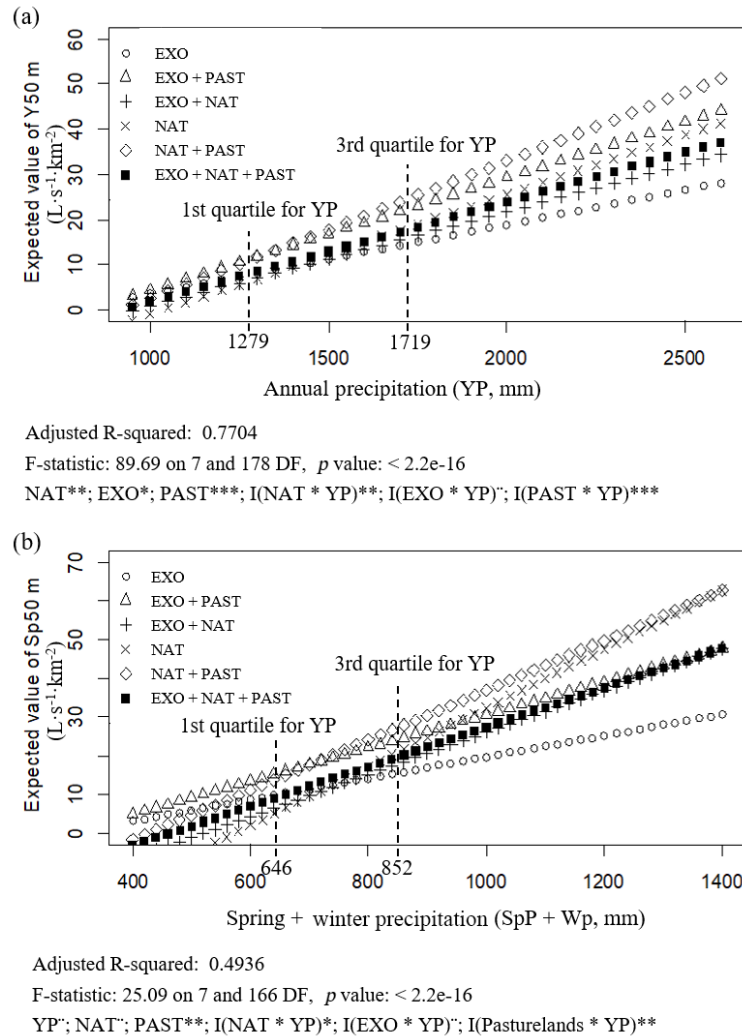 (a)
60
50
40
30
20
10
0
Expected value of Y50 m
(L·s⁻¹·km⁻²)
EXO
EXO + PAST
EXO + NAT
NAT
NAT + PAST
EXO + NAT + PAST
1st quartile for YP
3rd quartile for YP
1279
1719
1000 1500 2000 2500
Annual precipitation (YP, mm)
Adjusted R-squared: 0.7704
F-statistic: 89.69 on 7 and 178 DF, p value: < 2.2e-16
NAT**; EXO*; PAST***; I(NAT * YP)**; I(EXO * YP)¨; I(PAST * YP)***
(b)
70
50
30
10
0
Expected value of Sp50 m
(L·s⁻¹·km⁻²)
EXO
EXO + PAST
EXO + NAT
NAT
NAT + PAST
EXO + NAT + PAST
1st quartile for YP
3rd quartile for YP
646
852
400 600 800 1000 1200 1400
Spring + winter precipitation (SpP + Wp, mm)
Adjusted R-squared: 0.4936
F-statistic: 25.09 on 7 and 166 DF, p value: < 2.2e-16
YP¨; NAT¨; PAST**; I(NAT * YP)*; I(EXO * YP)¨; I(Pasturelands * YP)**